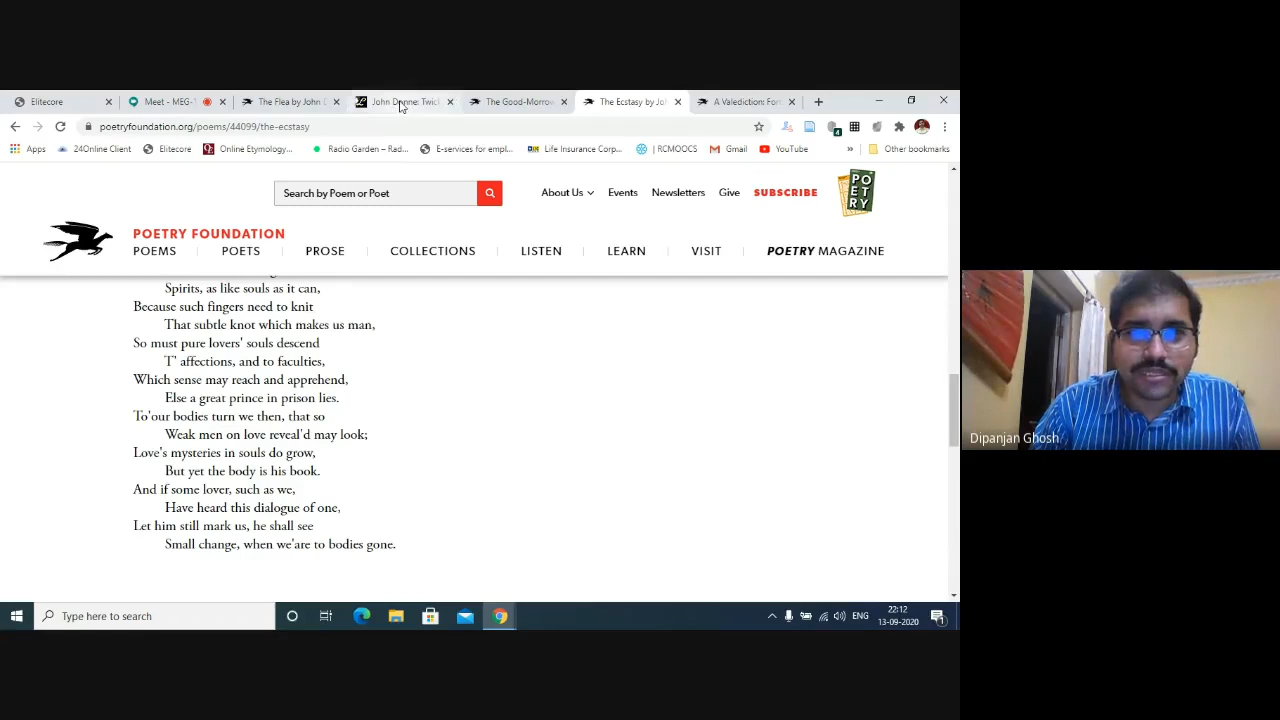 Elitecore
Meet - MEG-1
The Flea by John D
John Donne: Twick
The Good-Morrow
The Ecstasy by Joh
A Valediction: Forb
poetryfoundation.org/poems/44099/the-ecstasy
4
Apps
24Online Client
Elitecore
Online Etymology...
Radio Garden – Rad...
E-services for empl...
Life Insurance Corp...
| RCMOOCS
Gmail
YouTube
»
Other bookmarks
Search by Poem or Poet
About Us
Events
Newsletters
Give
SUBSCRIBE
POETRY
POETRY FOUNDATION
POEMS
POETS
PROSE
COLLECTIONS
LISTEN
LEARN
VISIT
POETRY MAGAZINE
Spirits, as like souls as it can,
Because such fingers need to knit
That subtle knot which makes us man,
So must pure lovers' souls descend
T' affections, and to faculties,
Which sense may reach and apprehend,
Else a great prince in prison lies.
To'our bodies turn we then, that so
Weak men on love reveal'd may look;
Love's mysteries in souls do grow,
But yet the body is his book.
And if some lover, such as we,
Have heard this dialogue of one,
Let him still mark us, he shall see
Small change, when we'are to bodies gone.
Dipanjan Ghosh
Type here to search
ENG
22:12
13-09-2020
1